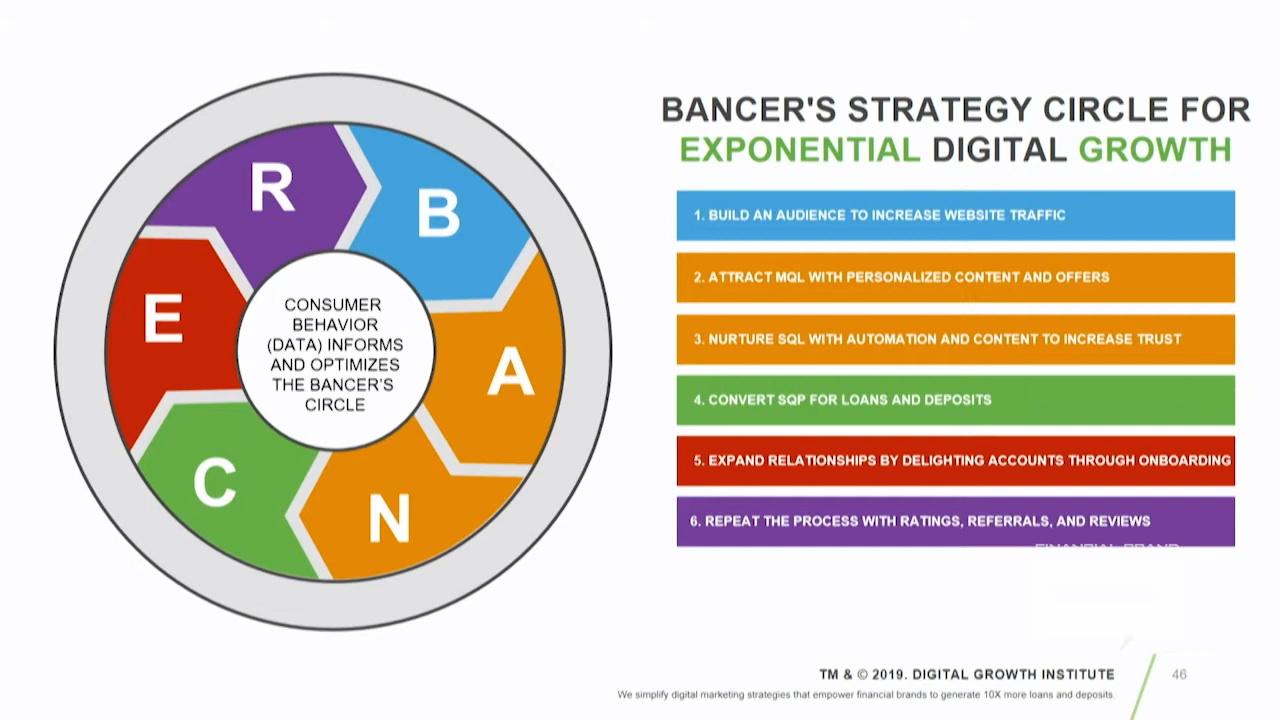 BANCER'S STRATEGY CIRCLE FOR
EXPONENTIAL DIGITAL GROWTH
R
B
E
A
C
N
CONSUMER
BEHAVIOR
(DATA) INFORMS
AND OPTIMIZES
THE BANCER'S
CIRCLE
1. BUILD AN AUDIENCE TO INCREASE WEBSITE TRAFFIC
2. ATTRACT MQL WITH PERSONALIZED CONTENT AND OFFERS
3. NURTURE SQL WITH AUTOMATION AND CONTENT TO INCREASE TRUST
4. CONVERT SQP FOR LOANS AND DEPOSITS
5. EXPAND RELATIONSHIPS BY DELIGHTING ACCOUNTS THROUGH ONBOARDING
6. REPEAT THE PROCESS WITH RATINGS, REFERRALS, AND REVIEWS
FINANCIAL BRAND
TM & © 2019. DIGITAL GROWTH INSTITUTE
We simplify digital marketing strategies that empower financial brands to generate 10X more loans and deposits.
46